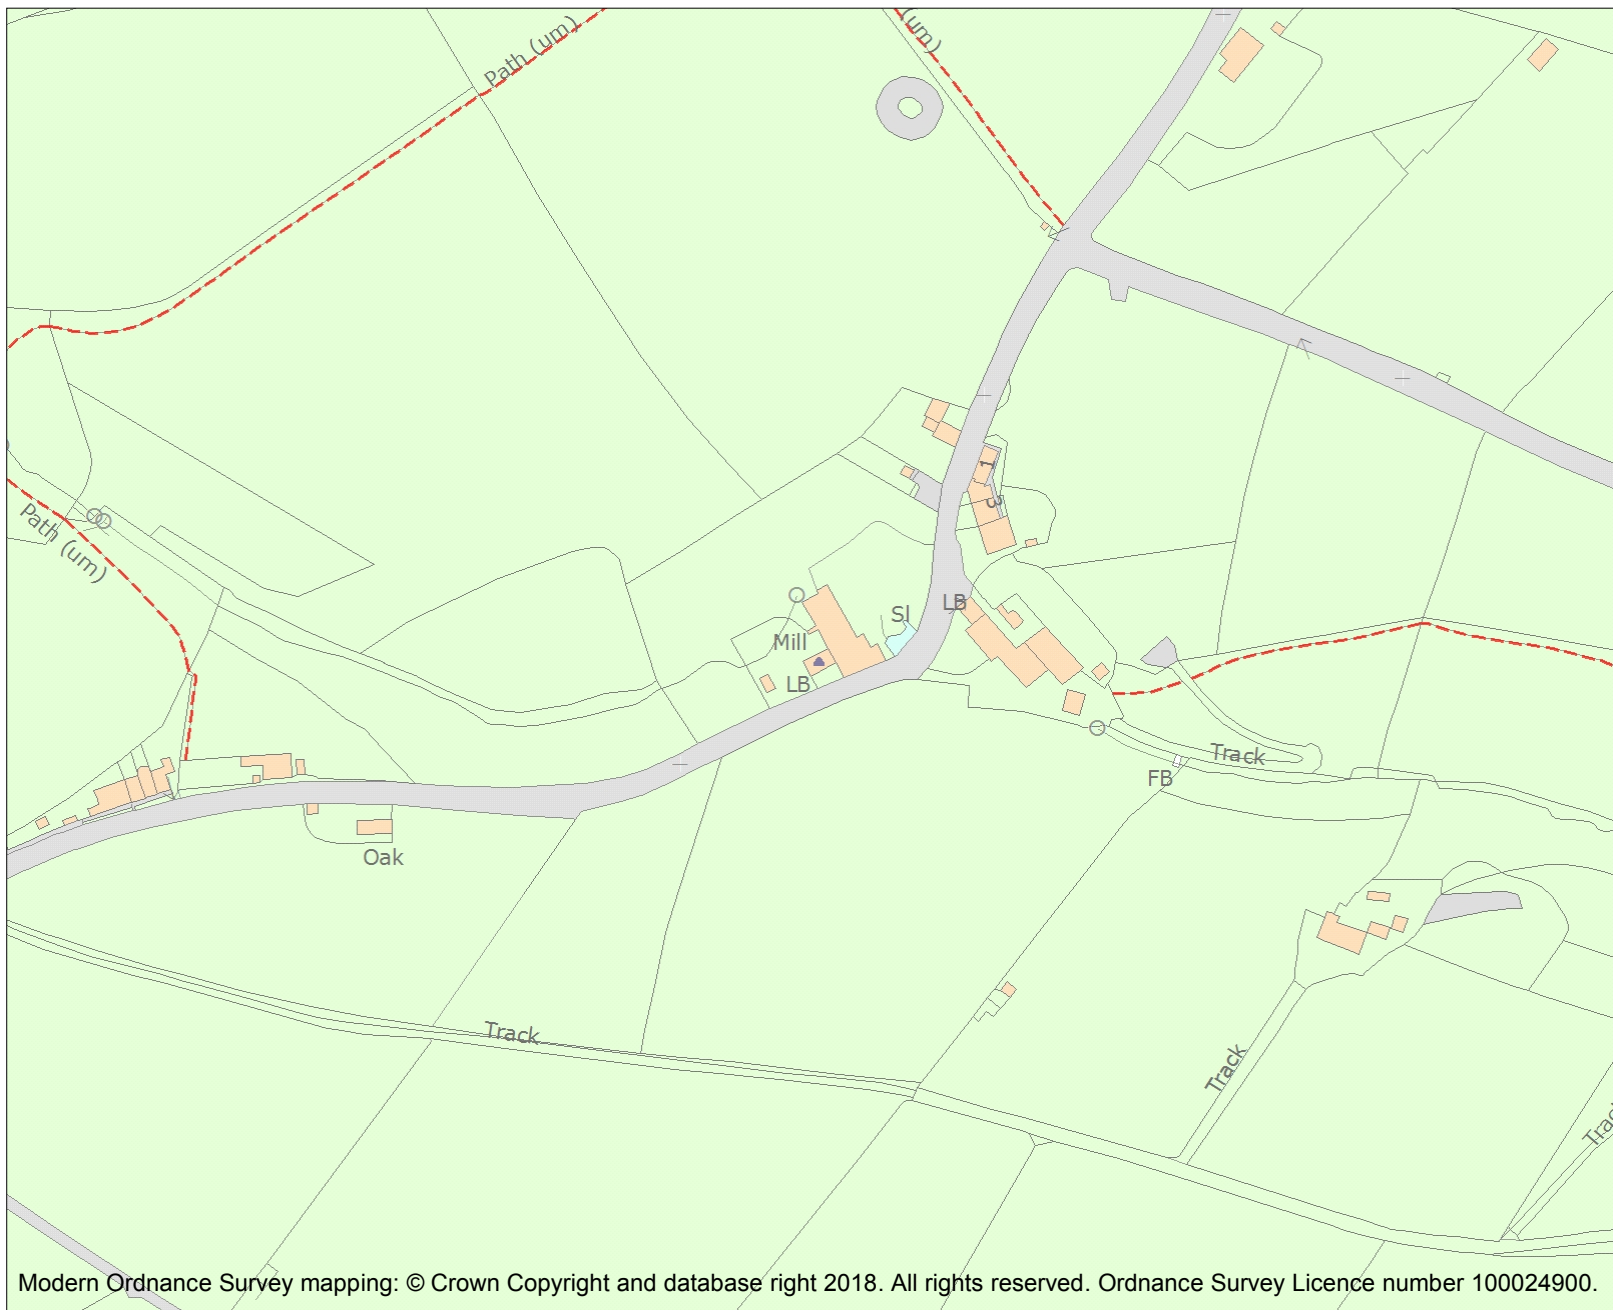 Path (um)
(um)
1
3
Path (um)
LB
Sl
Mill
LB
Track
FB
Oak
Track
Track
Modern Ordnance Survey mapping: © Crown Copyright and database right 2018. All rights reserved. Ordnance Survey Licence number 100024900.